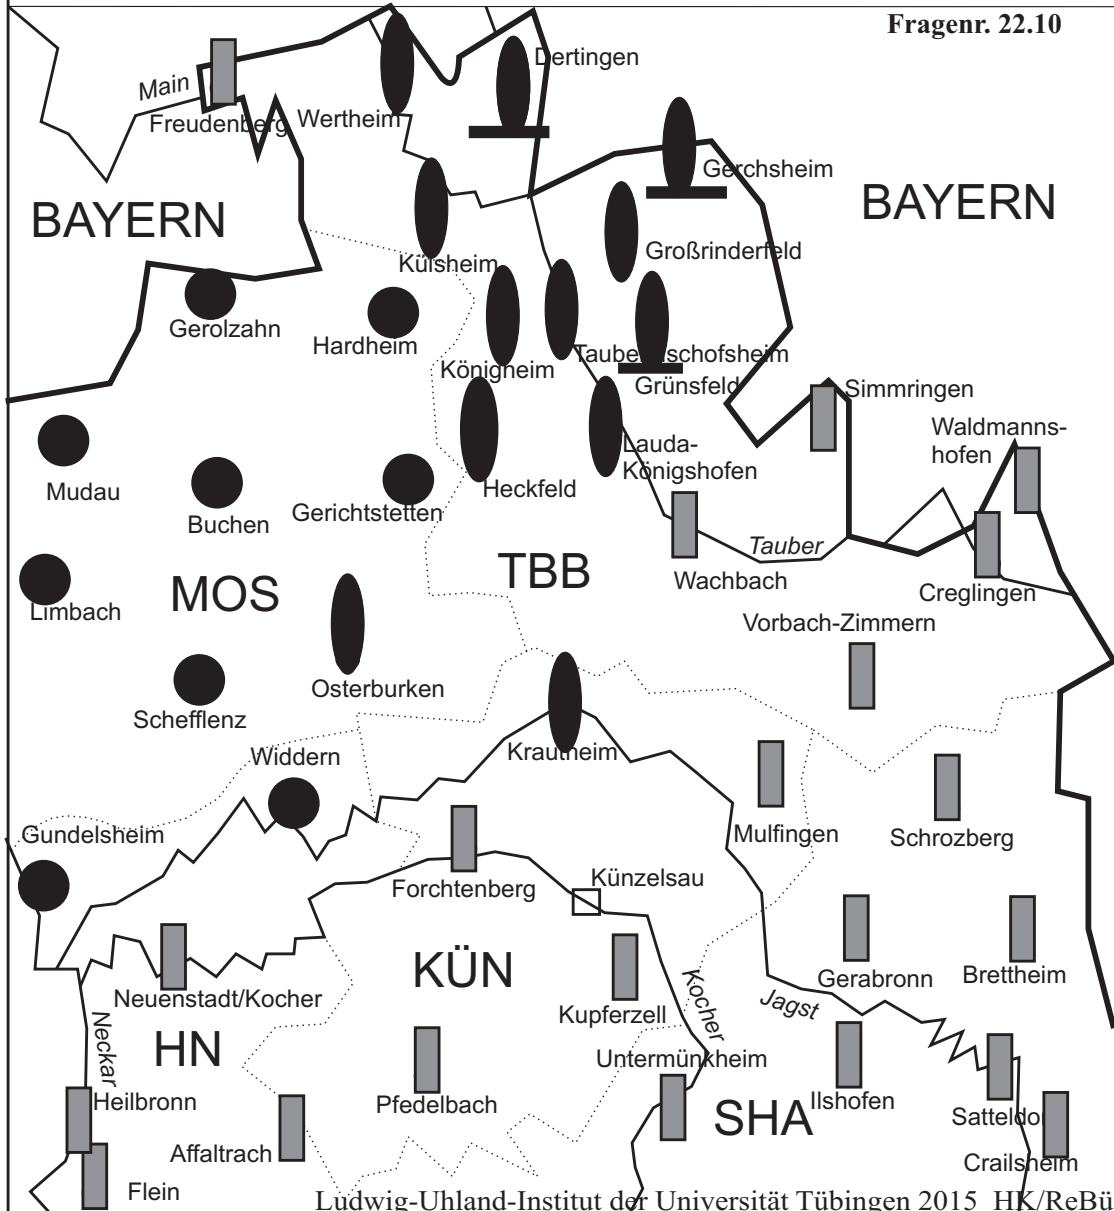 Fragenr. 22.10
Dertingen
Main
Freudenberg
Wertheim
Gerchsheim
BAYERN
BAYERN
Großrinderfeld
Külsheim
Gerolzahn
Hardheim
Königheim
Tauberbischofsheim
Grünsfeld
Simmringen
Waldmanns-
hofen
Lauda-
Königshofen
Mudau
Buchen
Gerichtstetten
Heckfeld
Tauber
TBB
Wachbach
Creglingen
MOS
Limbach
Vorbach-Zimmern
Osterburken
Schefflenz
Krautheim
Widdern
Gundelsheim
Mulfingen
Schrozberg
Forchtenberg
Künzelsau
KÜN
Gerabronn
Brettheim
Neuenstadt/Kocher
Kupferzell
Kocher
Jagst
Neckar
HN
Untermünkheim
Heilbronn
Pfedelbach
SHA
Ilshofen
Satteldo
Affaltrach
Crailsheim
Flein
Ludwig-Uhland-Institut der Universität Tübingen 2015 HK/ReBü